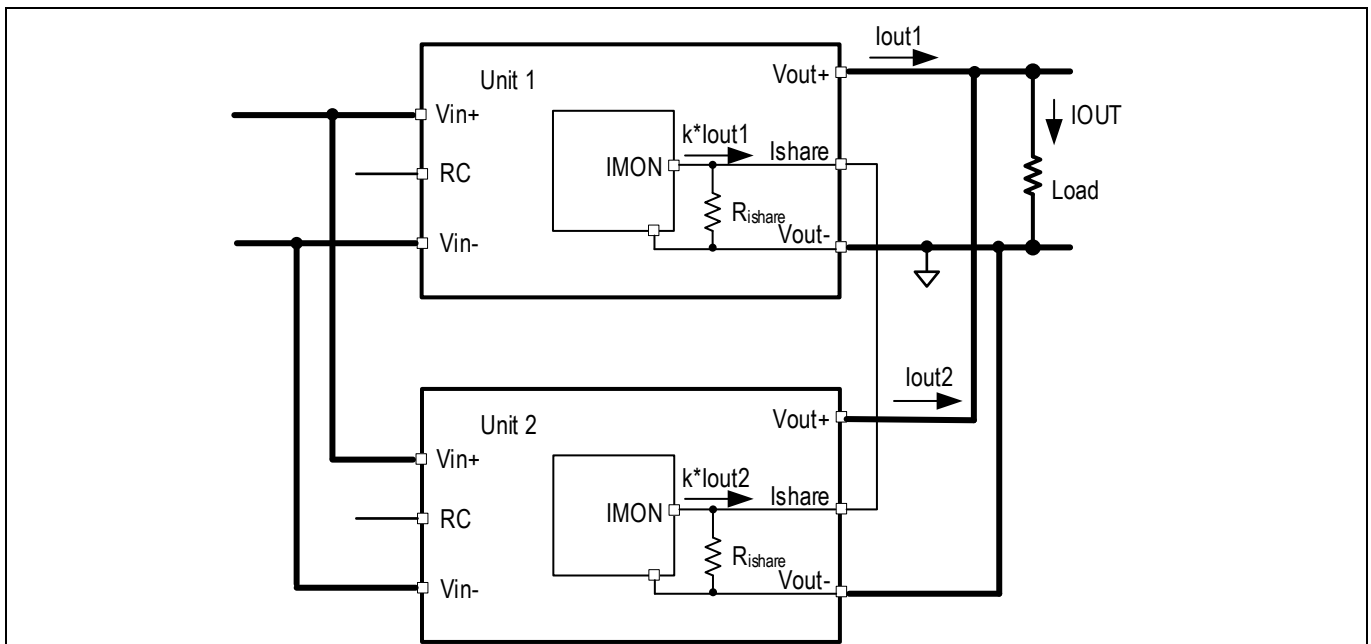 Iout1
Unit 1
Vout+
Vin+
IOUT
k*Iout1
Ishare
IMON
RC
Load
Rishare
Vout-
Vin-
Iout2
Unit 2
Vout+
Vin+
k*Iout2
Ishare
IMON
RC
Rishare
Vout-
Vin-